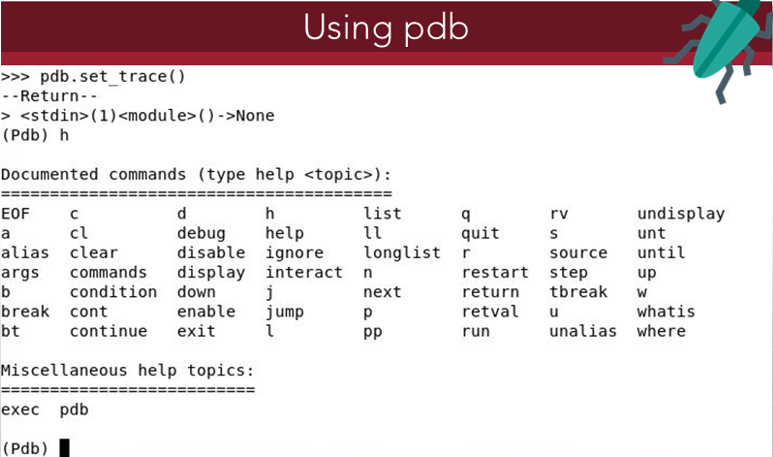 Using pdb
>>> pdb.set_trace()
--Return--
> <stdin>(1)<module>()->None
(Pdb) h
Documented commands (type help <topic>):
========================================
EOF    c          d        h         list      q        rv       undisplay
a      cl         debug    help      ll        quit     s        unt
alias  clear      disable  ignore    longlist  r        source   until
args   commands   display  interact  n         restart  step     up
b      condition  down     j         next      return   tbreak   w
break  cont       enable   jump      p         retval   u        whatis
bt     continue   exit     l         pp        run      unalias  where
Miscellaneous help topics:
==========================
exec  pdb
(Pdb)